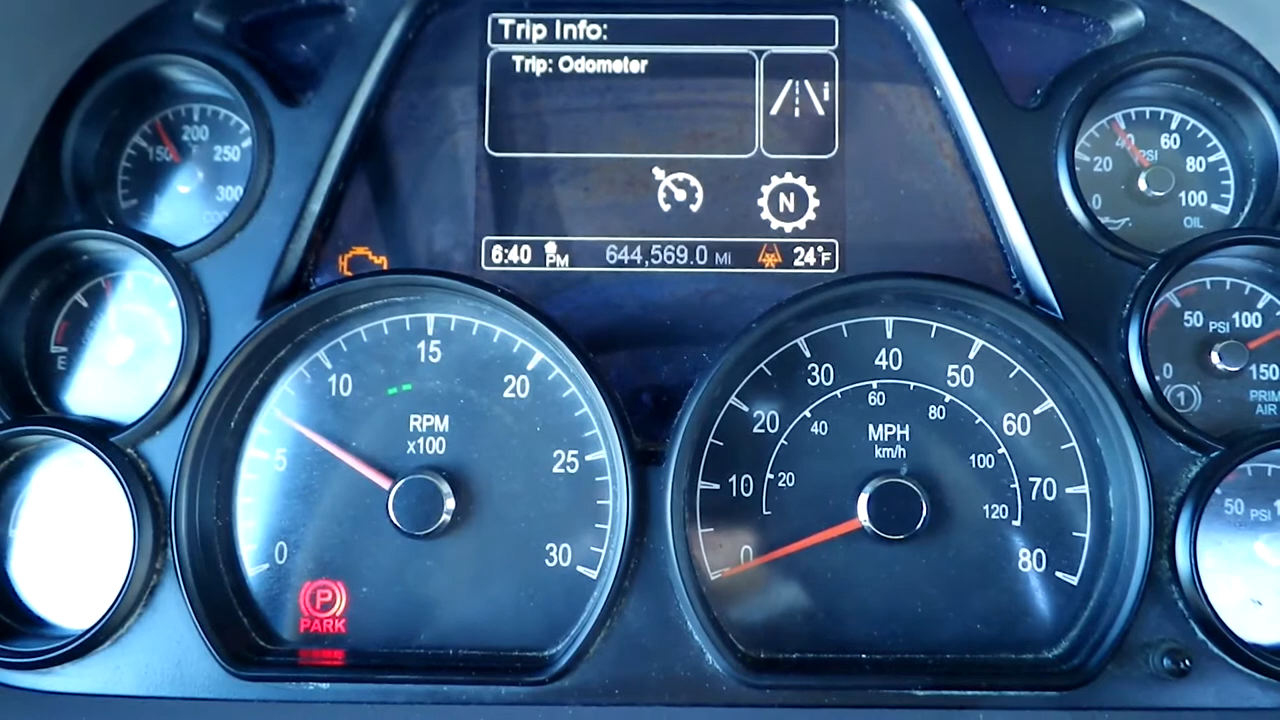 Trip Info:
Trip: Odometer
N
6:40 PM 644,569.0 Mi 24°F
150 200 250 300
E
0 5 10 15 20 25 30
RPM
x100
P
PARK
0 10 20 30 40 50 60 70 80
20 40 60 80 100 120
MPH
km/h
0 20 40 60 80 100
PSI
OIL
0 50 100 150
PSI
1
PRIM
AIR
50
PSI